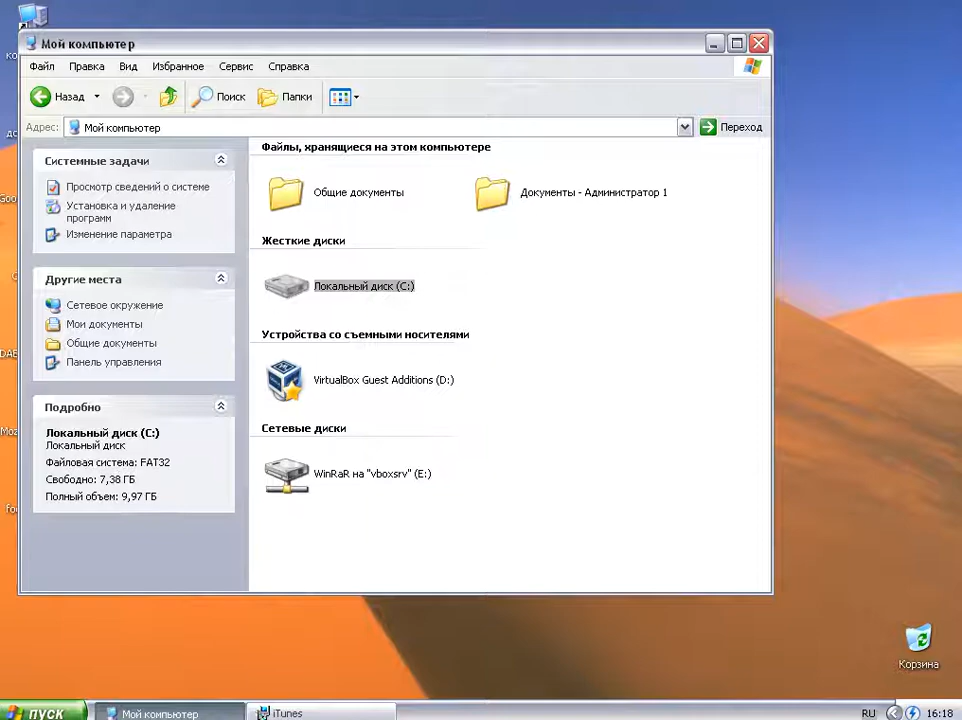 Мой компьютер
Файл Правка Вид Избранное Сервис Справка
Назад Поиск Папки
Адрес: Мой компьютер Переход
Системные задачи
Просмотр сведений о системе
Установка и удаление
программ
Изменение параметра
Другие места
Сетевое окружение
Мои документы
Общие документы
Панель управления
Подробно
Локальный диск (C:)
Локальный диск
Файловая система: FAT32
Свободно: 7,38 ГБ
Полный объем: 9,97 ГБ
Файлы, хранящиеся на этом компьютере
Общие документы
Документы - Администратор 1
Жесткие диски
Локальный диск (C:)
Устройства со съемными носителями
VirtualBox Guest Additions (D:)
Сетевые диски
WinRaR на "vboxsrv" (E:)
Корзина
пуск
Мой компьютер
iTunes
RU
16:18